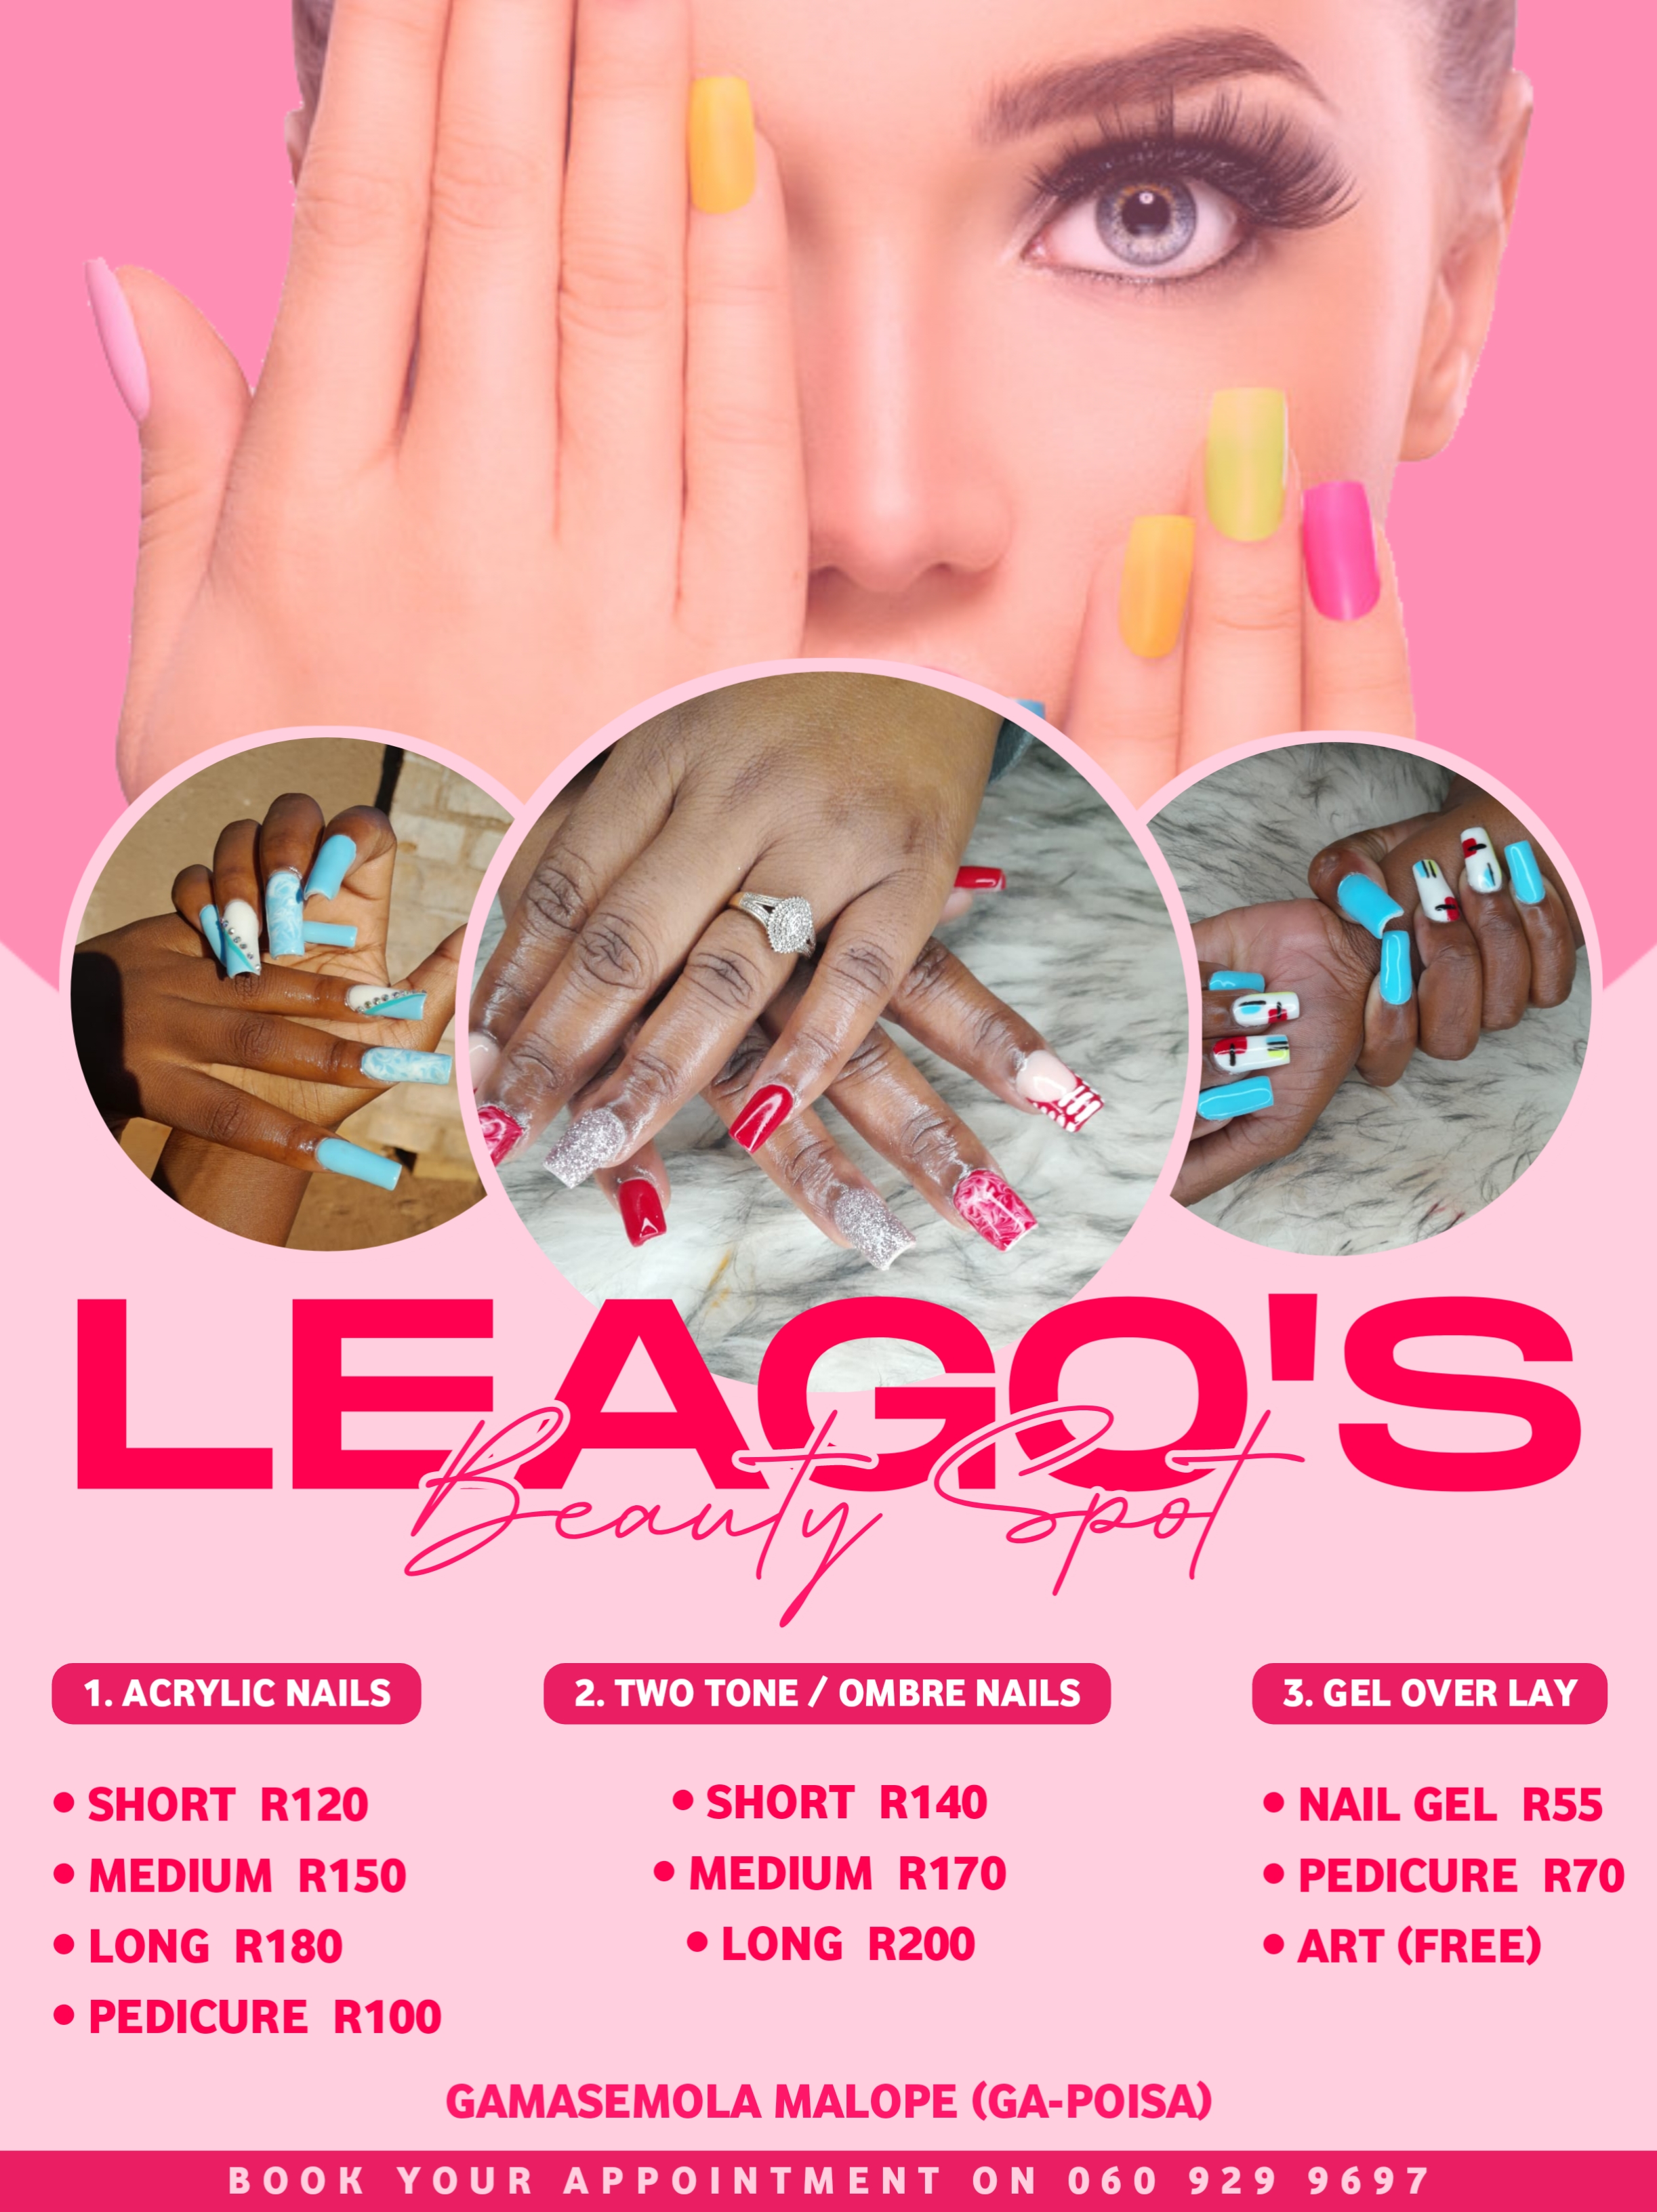 LEAGO'S
Beauty Spot
1. ACRYLIC NAILS
• SHORT R120
• MEDIUM R150
• LONG R180
• PEDICURE R100
2. TWO TONE / OMBRE NAILS
• SHORT R140
• MEDIUM R170
• LONG R200
3. GEL OVER LAY
• NAIL GEL R55
• PEDICURE R70
• ART (FREE)
GAMASEMOLA MALOPE (GA-POISA)
BOOK YOUR APPOINTMENT ON 060 929 9697